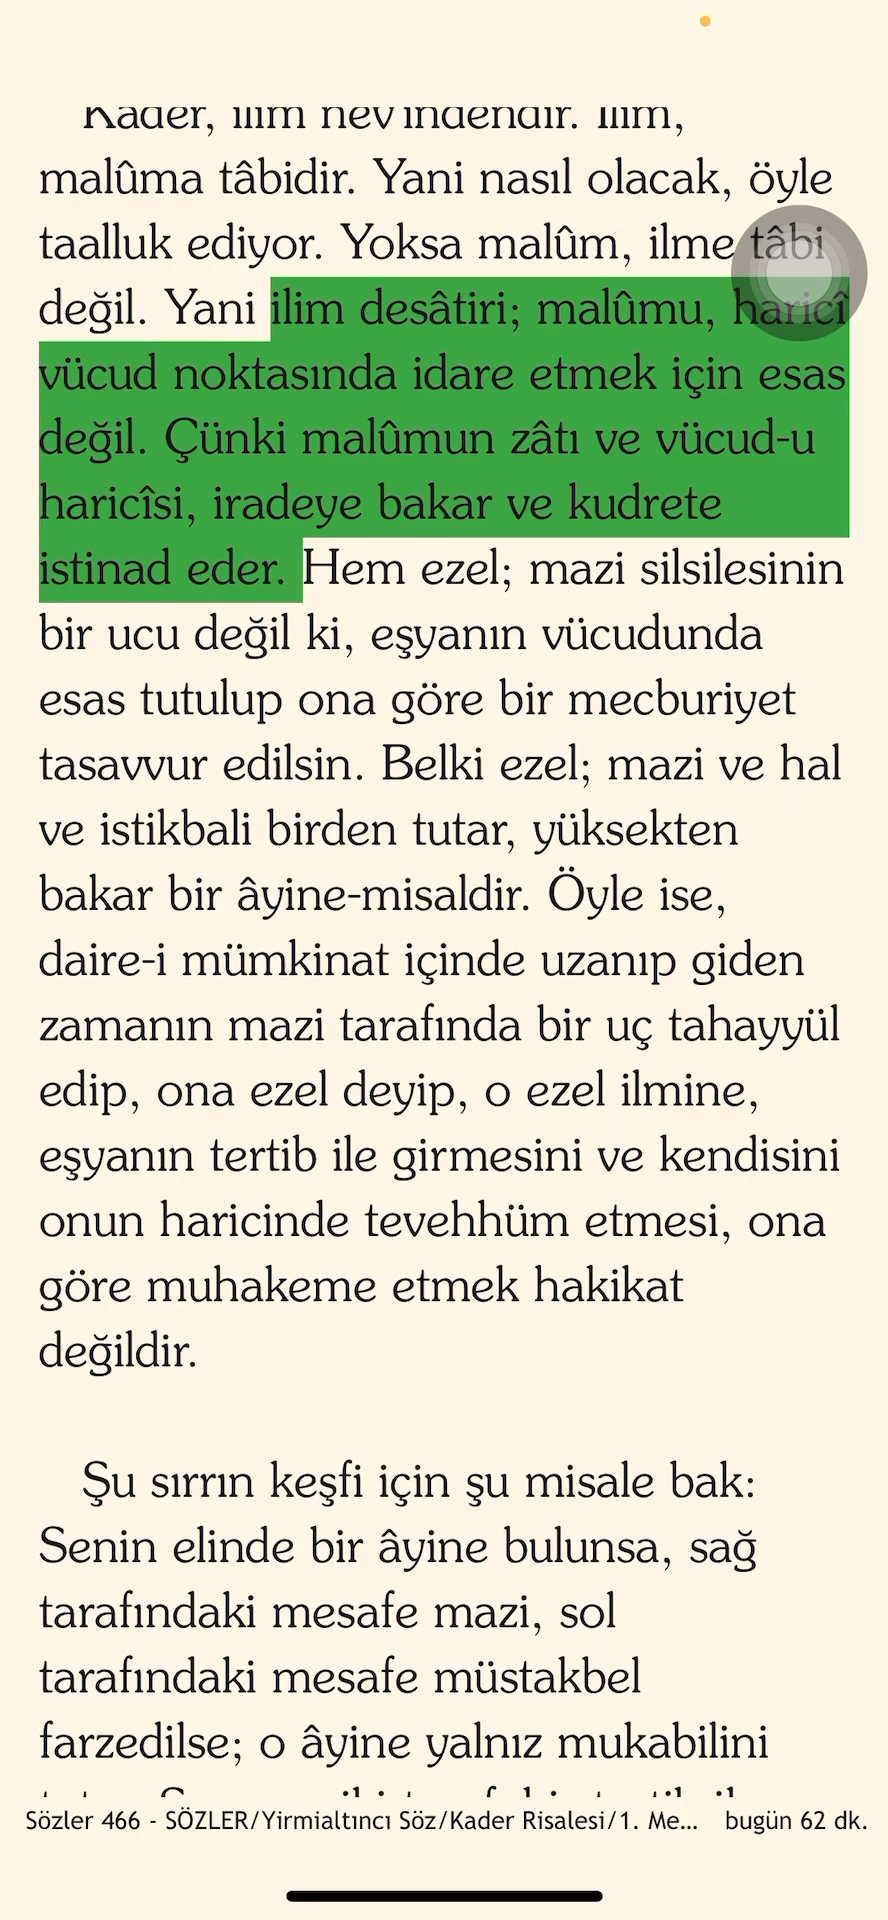 Kader, ilim nev'indendir. İlim,
malûma tâbidir. Yani nasıl olacak, öyle
taalluk ediyor. Yoksa malûm, ilme tâbi
değil. Yani ilim desâtiri; malûmu, haricî
vücud noktasında idare etmek için esas
değil. Çünki malûmun zâtı ve vücud-u
haricîsi, iradeye bakar ve kudrete
istinad eder. Hem ezel; mazi silsilesinin
bir ucu değil ki, eşyanın vücudunda
esas tutulup ona göre bir mecburiyet
tasavvur edilsin. Belki ezel; mazi ve hal
ve istikbali birden tutar, yüksekten
bakar bir âyine-misaldir. Öyle ise,
daire-i mümkinat içinde uzanıp giden
zamanın mazi tarafında bir uç tahayyül
edip, ona ezel deyip, o ezel ilmine,
eşyanın tertib ile girmesini ve kendisini
onun haricinde tevehhüm etmesi, ona
göre muhakeme etmek hakikat
değildir.
Şu sırrın keşfi için şu misale bak:
Senin elinde bir âyine bulunsa, sağ
tarafındaki mesafe mazi, sol
tarafındaki mesafe müstakbel
farzedilse; o âyine yalnız mukabilini
Sözler 466 - SÖZLER/Yirmialtıncı Söz/Kader Risalesi/1. Me... bugün 62 dk.